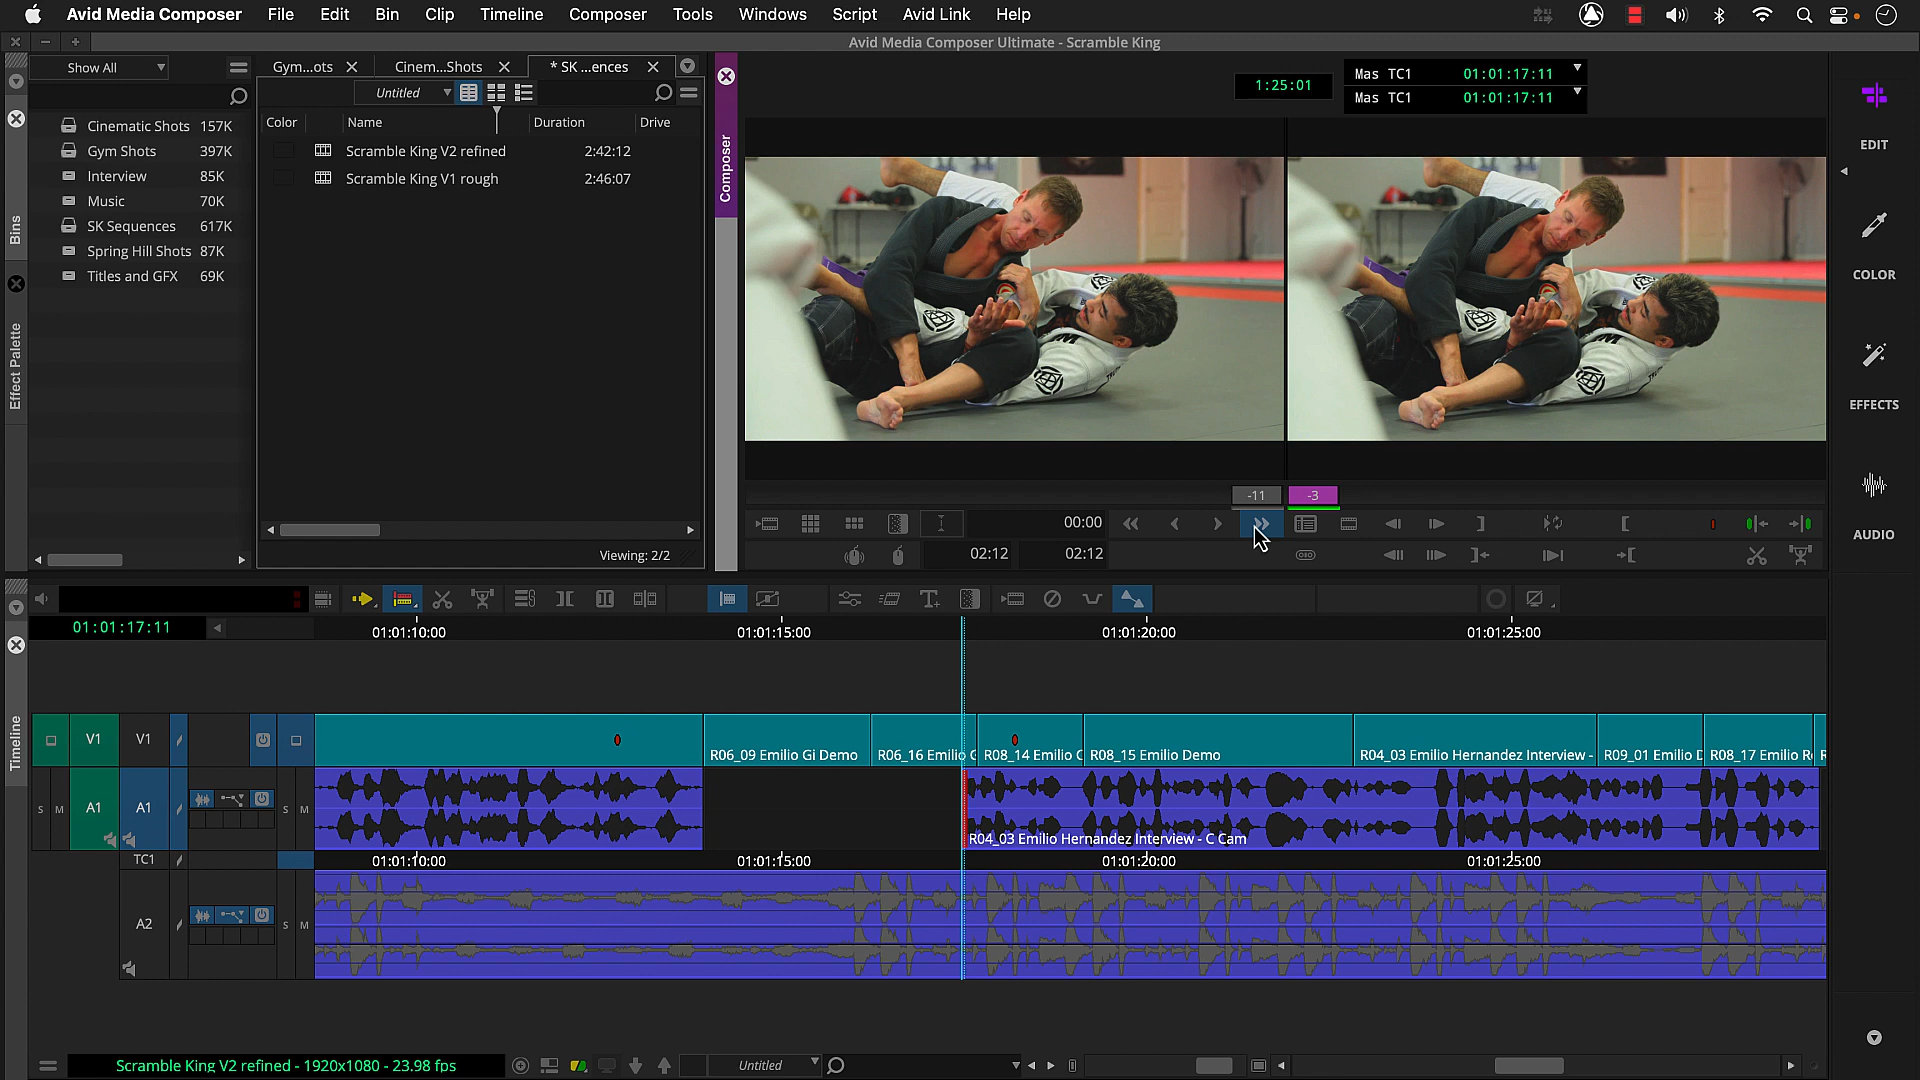 Avid Media Composer File Edit Bin Clip Timeline Composer Tools Windows Script Avid Link Help
Avid Media Composer Ultimate - Scramble King
Show All
Gym...ots Cinem...Shots * SK ...ences
Untitled
Color Name Duration Drive
Scramble King V2 refined 2:42:12
Scramble King V1 rough 2:46:07
Viewing: 2/2
Cinematic Shots 157K
Gym Shots 397K
Interview 85K
Music 70K
SK Sequences 617K
Spring Hill Shots 87K
Titles and GFX 69K
Bins
Effect Palette
Composer
1:25:01
Mas TC1 01:01:17:11
Mas TC1 01:01:17:11
-11 -3
00:00
02:12 02:12
EDIT
COLOR
EFFECTS
AUDIO
Timeline
01:01:17:11
01:01:10:00 01:01:15:00 01:01:20:00 01:01:25:00
V1 V1
R06_09 Emilio Gi Demo R06_16 Emilio G R08_14 Emilio C R08_15 Emilio Demo R04_03 Emilio Hernandez Interview - R09_01 Emilio D R08_17 Emilio R R
S M A1 A1 S M
R04_03 Emilio Hernandez Interview - C Cam
TC1 01:01:10:00 01:01:15:00 01:01:20:00 01:01:25:00
A2 S M
Scramble King V2 refined - 1920x1080 - 23.98 fps Untitled